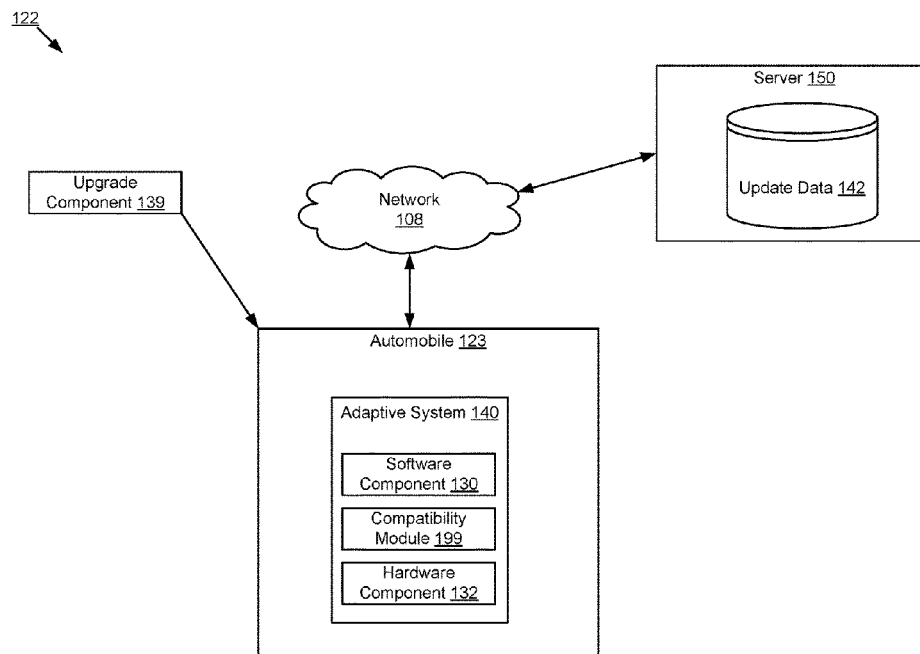 122
Server 150
Update Data 142
Upgrade
Component 139
Network
108
Automobile 123
Adaptive System 140
Software
Component 130
Compatibility
Module 199
Hardware
Component 132